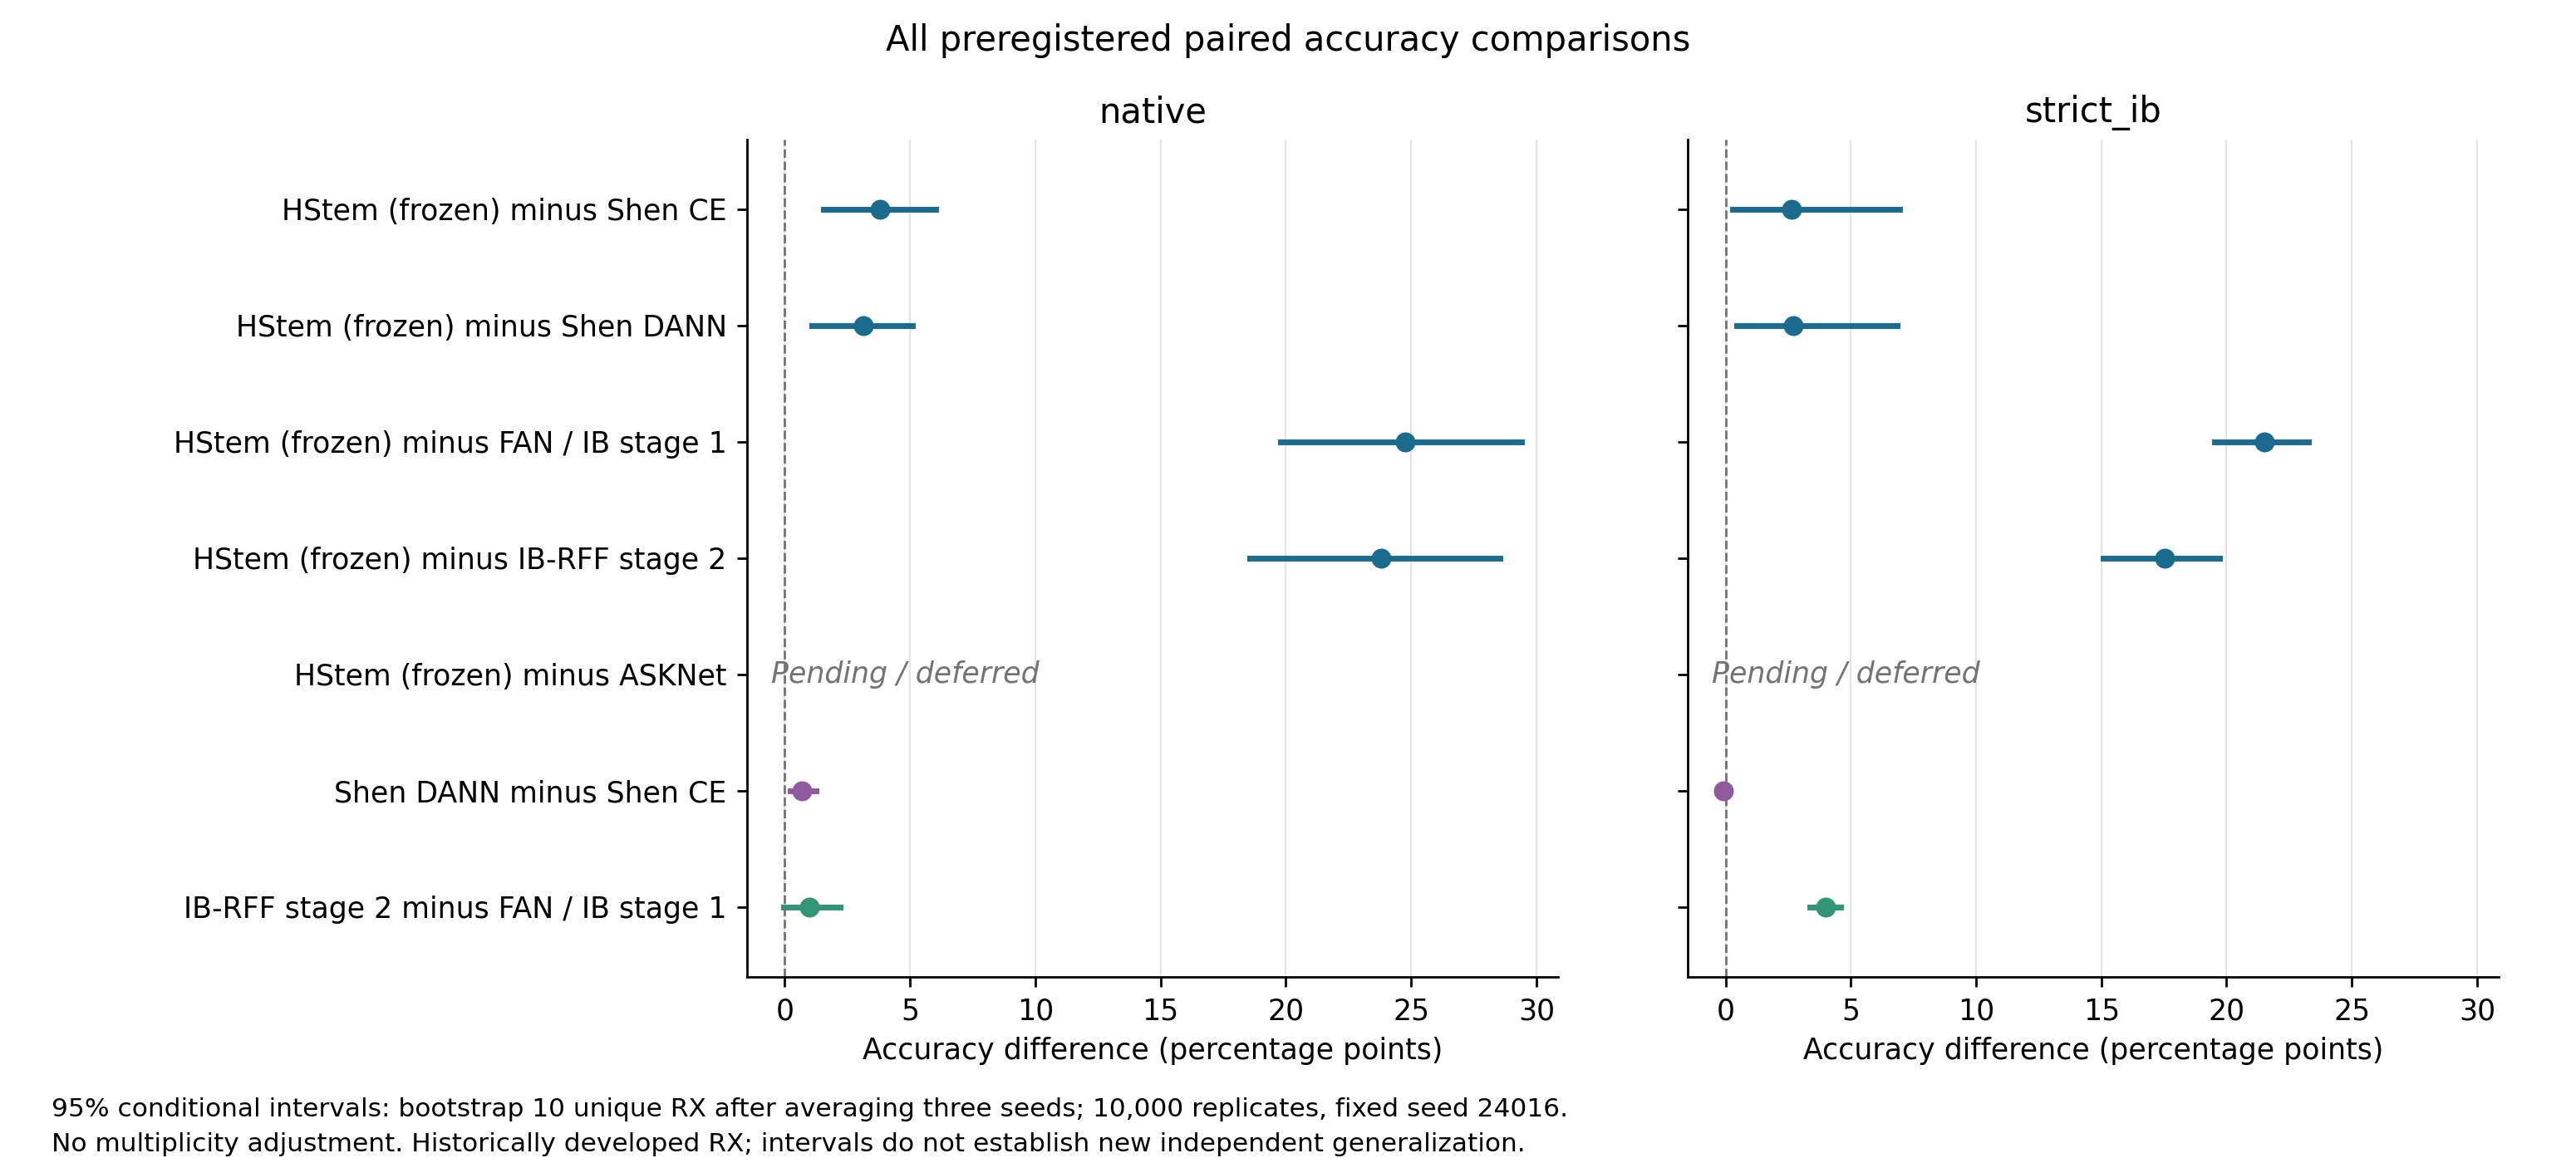 All preregistered paired accuracy comparisons
native
strict_ib
HStem (frozen) minus Shen CE
HStem (frozen) minus Shen DANN
HStem (frozen) minus FAN / IB stage 1
HStem (frozen) minus IB-RFF stage 2
HStem (frozen) minus ASKNet
Pending / deferred
Pending / deferred
Shen DANN minus Shen CE
IB-RFF stage 2 minus FAN / IB stage 1
0 5 10 15 20 25 30
0 5 10 15 20 25 30
Accuracy difference (percentage points)
Accuracy difference (percentage points)
95% conditional intervals: bootstrap 10 unique RX after averaging three seeds; 10,000 replicates, fixed seed 24016.
No multiplicity adjustment. Historically developed RX; intervals do not establish new independent generalization.